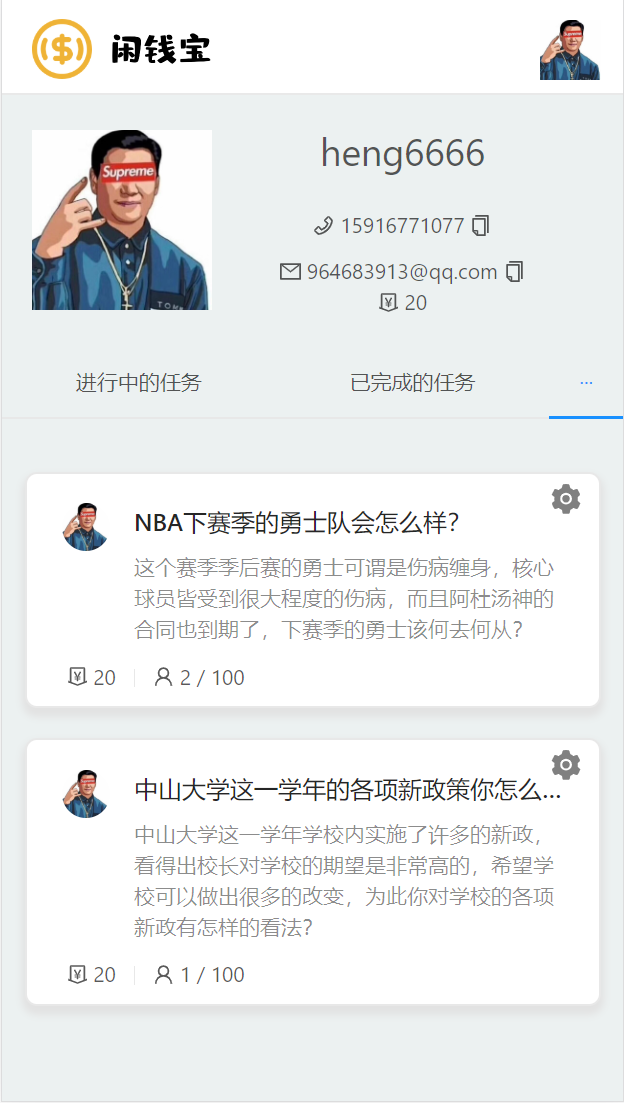 闲钱宝
Supreme
heng6666
15916771077
964683913@qq.com
20
进行中的任务
已完成的任务
...
NBA下赛季的勇士队会怎么样?
这个赛季季后赛的勇士可谓是伤病缠身，核心
球员皆受到很大程度的伤病，而且阿杜汤神的
合同也到期了，下赛季的勇士该何去何从?
20
2 / 100
中山大学这一学年的各项新政策你怎么...
中山大学这一学年学校内实施了许多的新政，
看得出校长对学校的期望是非常高的，希望学
校可以做出很多的改变，为此你对学校的各项
新政有怎样的看法?
20
1 / 100